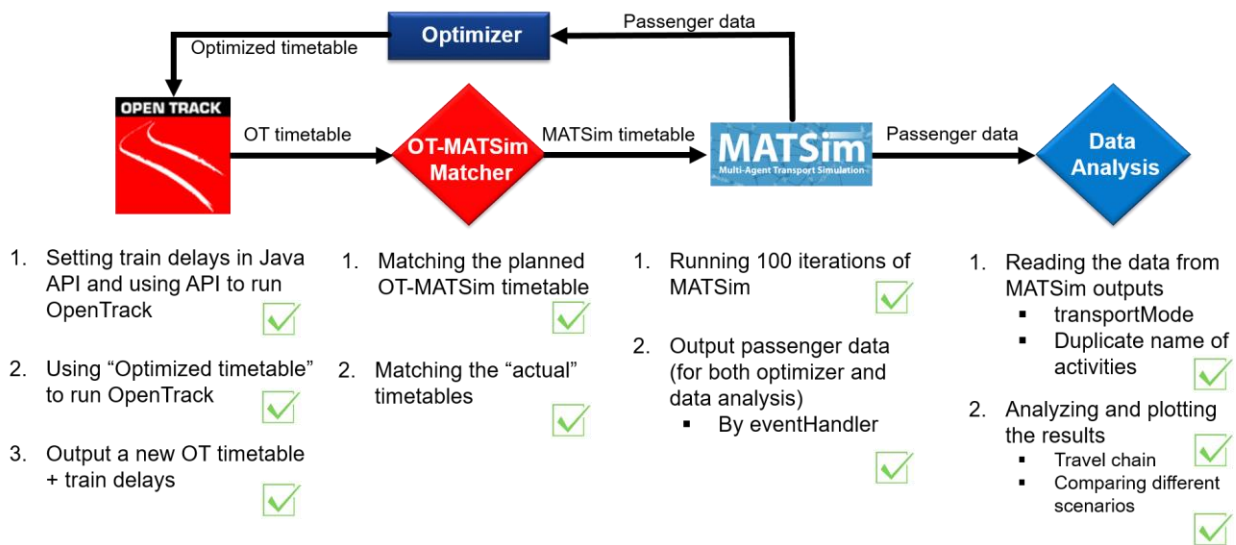 Passenger data
Optimizer
Optimized timetable
OPEN TRACK
OT timetable
OT-MATSim
Matcher
MATSim timetable
MATSim
Multi-Agent Transport Simulation
Passenger data
Data
Analysis
1. Setting train delays in Java
API and using API to run
OpenTrack
2. Using “Optimized timetable”
to run OpenTrack
3. Output a new OT timetable
+ train delays
1. Matching the planned
OT-MATSim timetable
2. Matching the “actual”
timetables
1. Running 100 iterations of
MATSim
2. Output passenger data
(for both optimizer and
data analysis)
▪ By eventHandler
1. Reading the data from
MATSim outputs
▪ transportMode
▪ Duplicate name of
activities
2. Analyzing and plotting
the results
▪ Travel chain
▪ Comparing different
scenarios